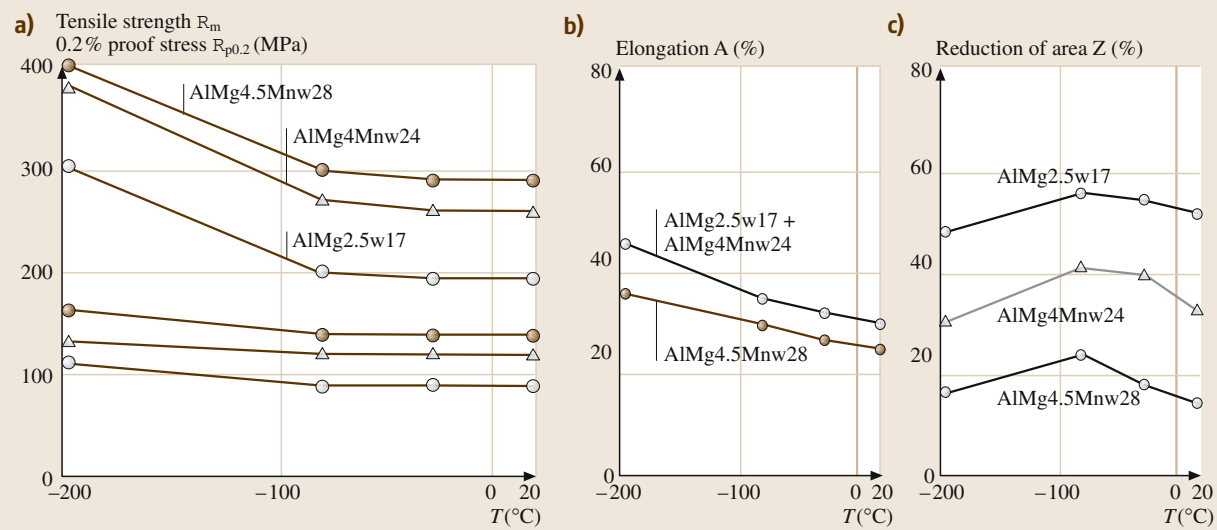 a)
Tensile strength Rm
0.2% proof stress Rp0.2 (MPa)
400
300
200
100
0
AlMg4.5Mnw28
AlMg4Mnw24
AlMg2.5w17
−200
−100
0
20
T(°C)
b)
Elongation A (%)
80
60
40
20
0
AlMg2.5w17 +
AlMg4Mnw24
AlMg4.5Mnw28
−200
−100
0 20
T(°C)
c)
Reduction of area Z (%)
80
60
40
20
0
AlMg2.5w17
AlMg4Mnw24
AlMg4.5Mnw28
−200
−100
0 20
T(°C)